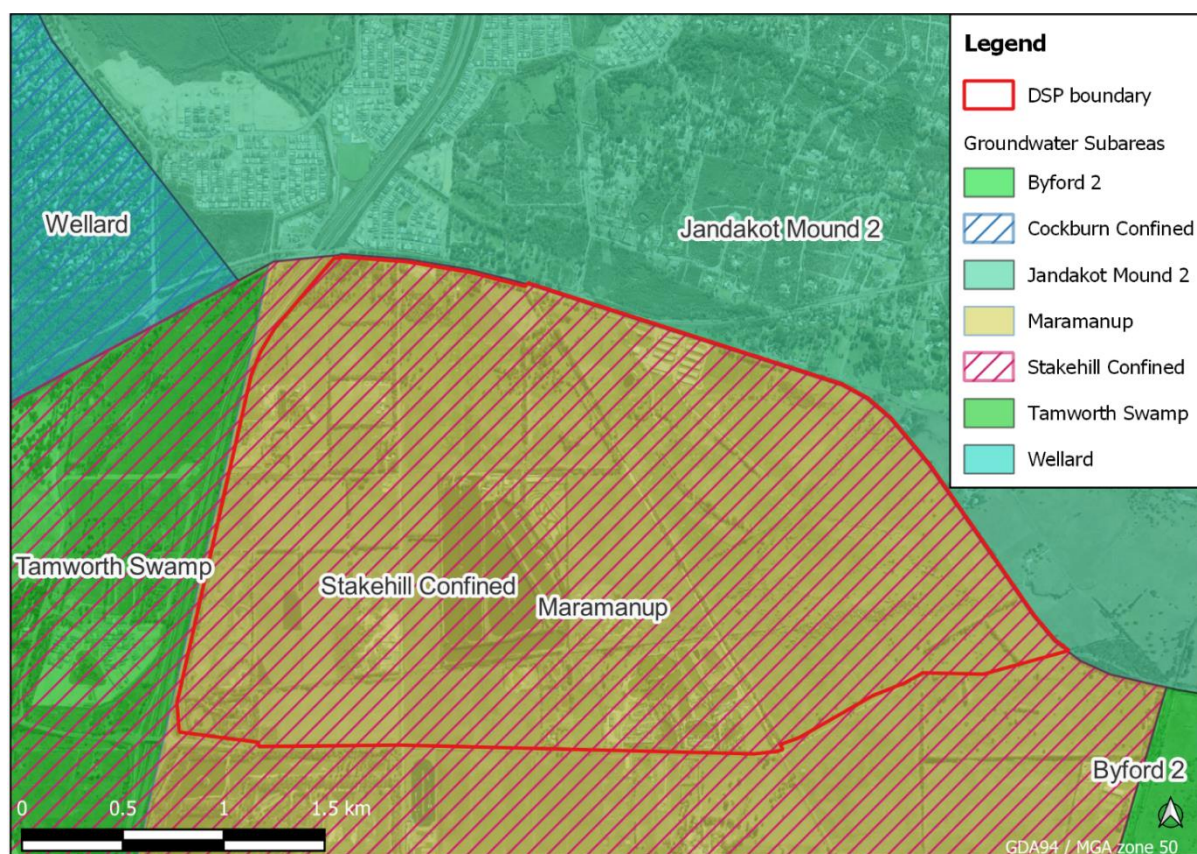 Legend
DSP boundary
Groundwater Subareas
Byford 2
Cockburn Confined
Jandakot Mound 2
Maramanup
Stakehill Confined
Tamworth Swamp
Wellard
Wellard
Jandakot Mound 2
Tamworth Swamp
Stakehill Confined
Maramanup
Byford 2
0 0.5 1 1.5 km
GDA94 / MGA zone 50